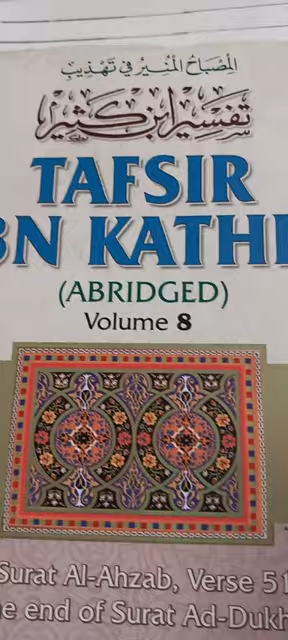 المصباح المنير في تهذيب
تفسير ابن كثير
TAFSIR
BN KATHI
(ABRIDGED)
Volume 8
Surat Al-Ahzab, Verse 51
e end of Surat Ad-Dukh